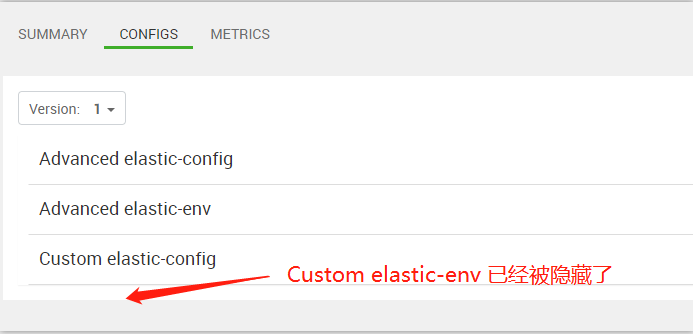 SUMMARY CONFIGS METRICS
Version: 1
Advanced elastic-config
Advanced elastic-env
Custom elastic-config
Custom elastic-env 已经被隐藏了